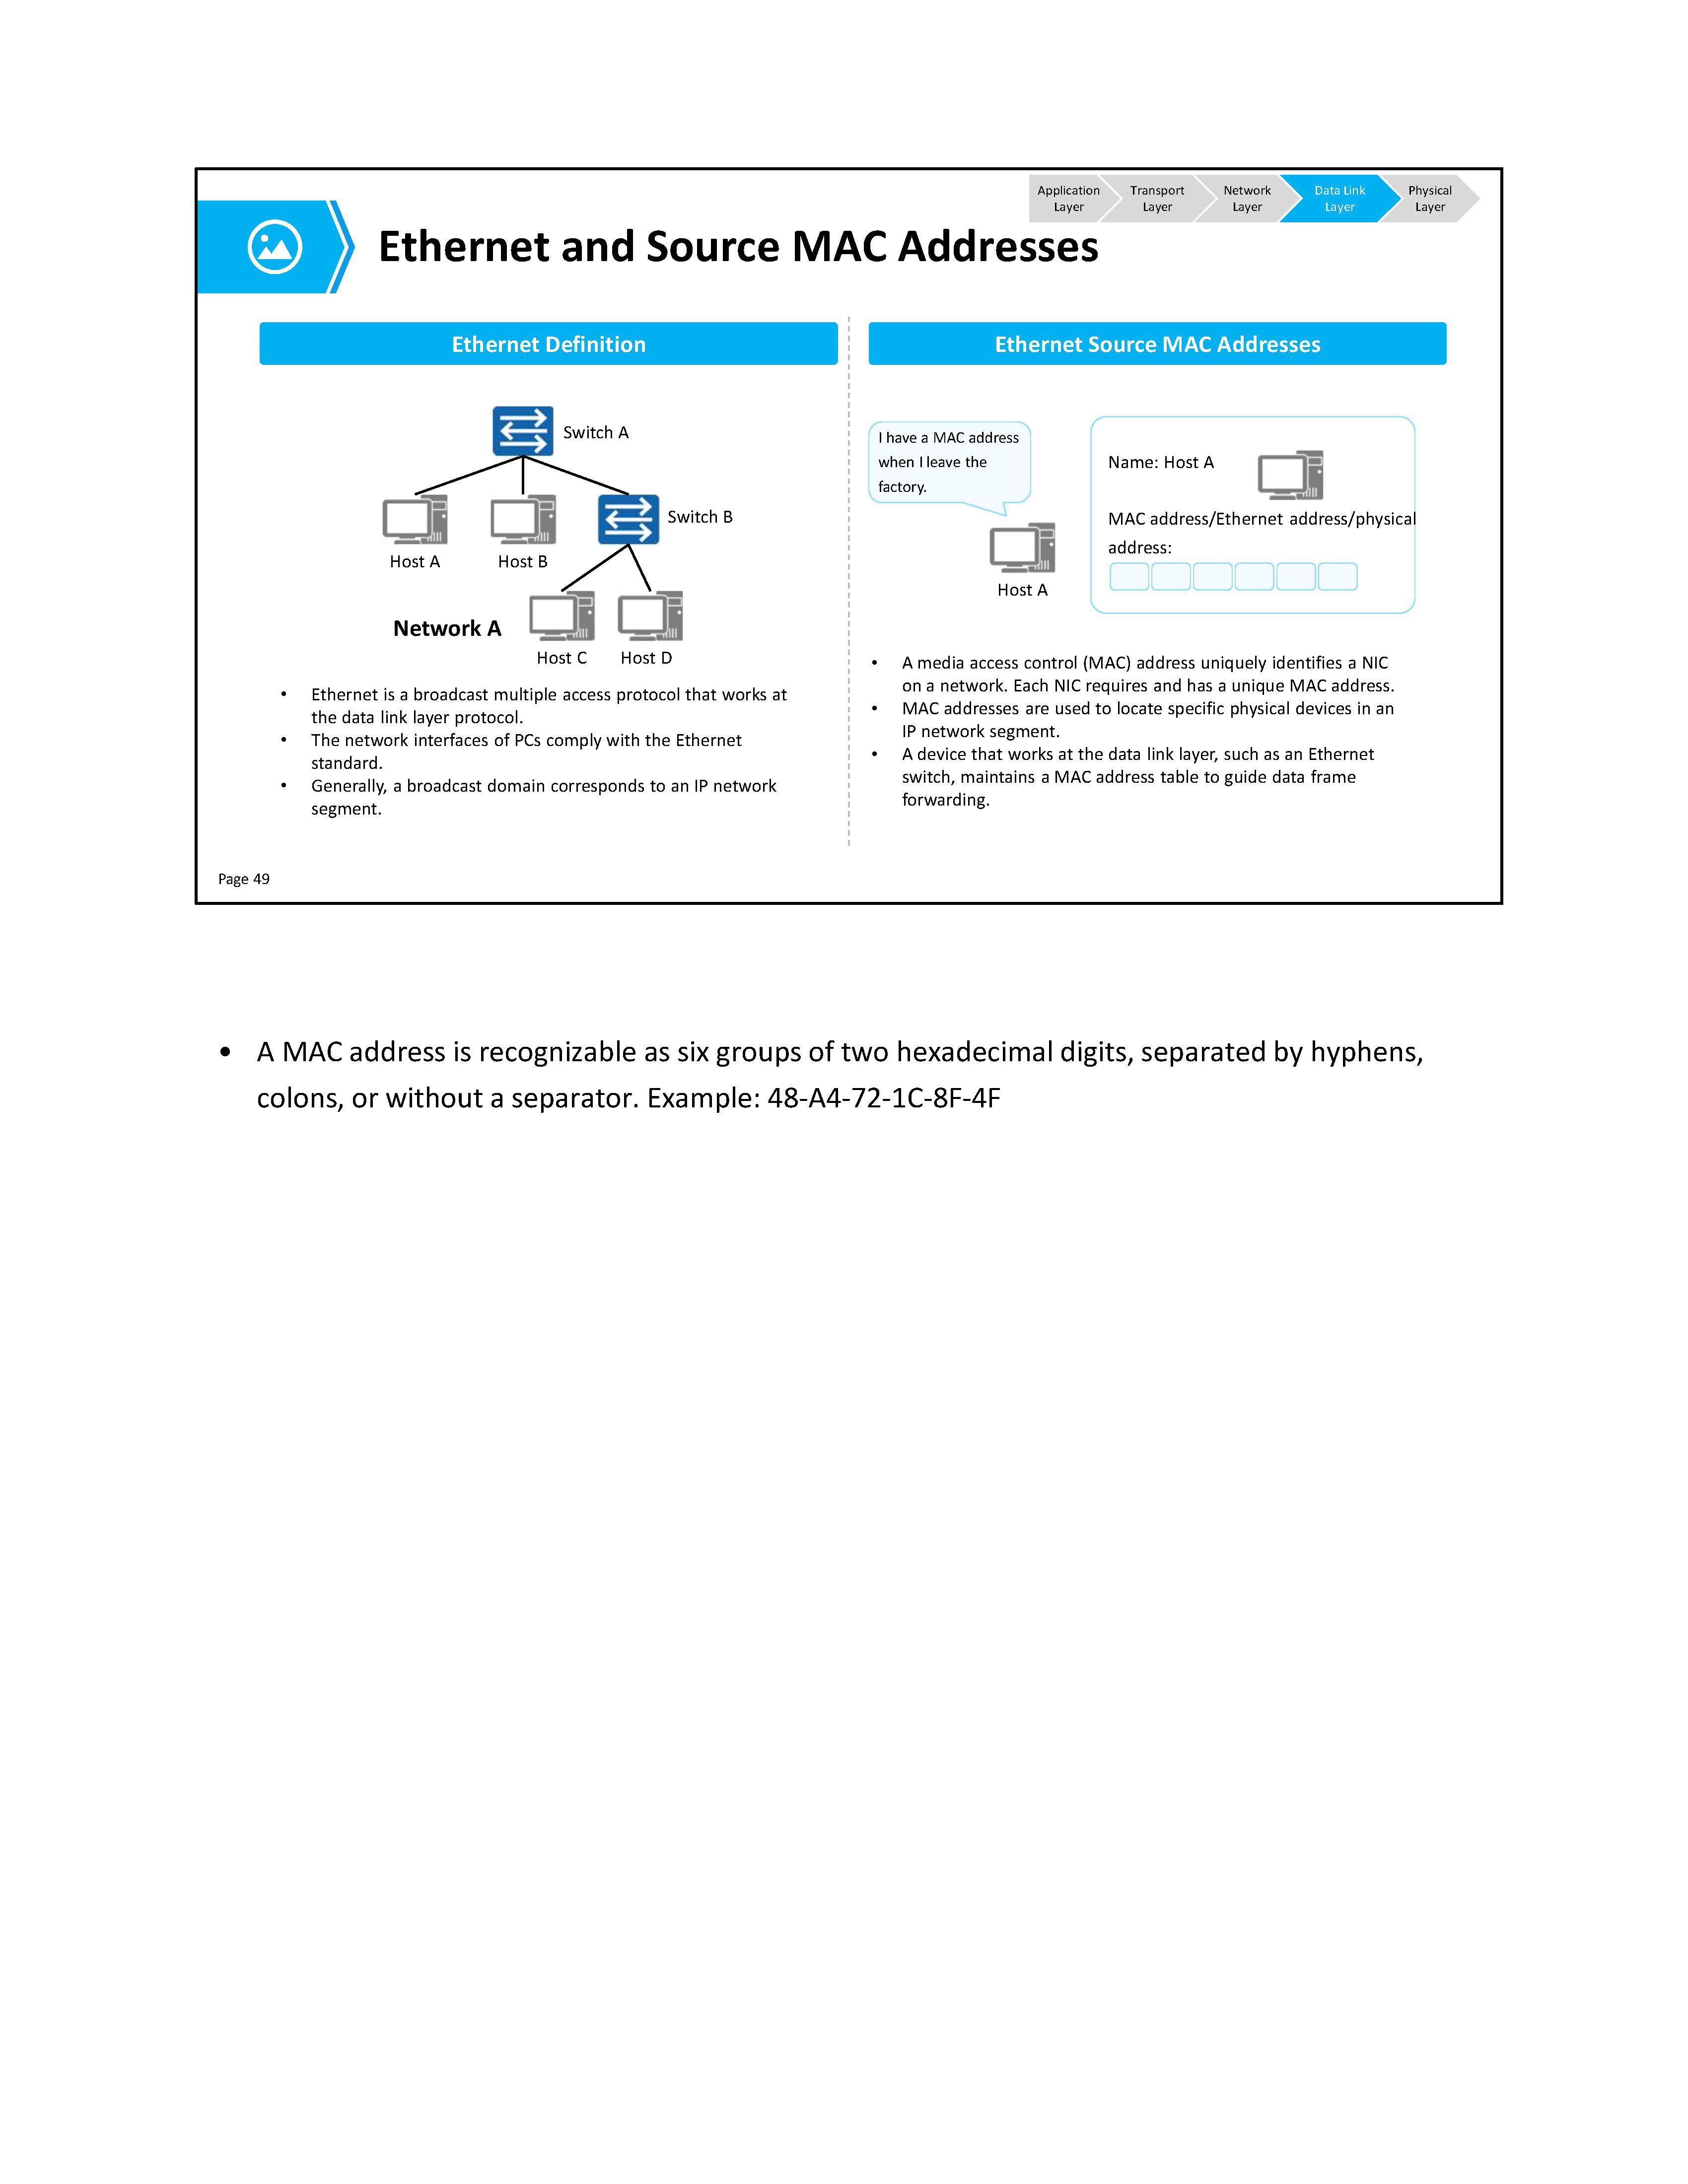 Application
Layer
Transport
Layer
Network
Layer
Data Link
Layer
Physical
Layer
Ethernet and Source MAC Addresses
Ethernet Definition
Switch A
Switch B
Host A
Host B
Network A
Host C
Host D
• Ethernet is a broadcast multiple access protocol that works at
the data link layer protocol.
• The network interfaces of PCs comply with the Ethernet
standard.
• Generally, a broadcast domain corresponds to an IP network
segment.
Ethernet Source MAC Addresses
I have a MAC address
when I leave the
factory.
Host A
Name: Host A
MAC address/Ethernet address/physical
address:
• A media access control (MAC) address uniquely identifies a NIC
on a network. Each NIC requires and has a unique MAC address.
• MAC addresses are used to locate specific physical devices in an
IP network segment.
• A device that works at the data link layer, such as an Ethernet
switch, maintains a MAC address table to guide data frame
forwarding.
Page 49
• A MAC address is recognizable as six groups of two hexadecimal digits, separated by hyphens,
colons, or without a separator. Example: 48-A4-72-1C-8F-4F